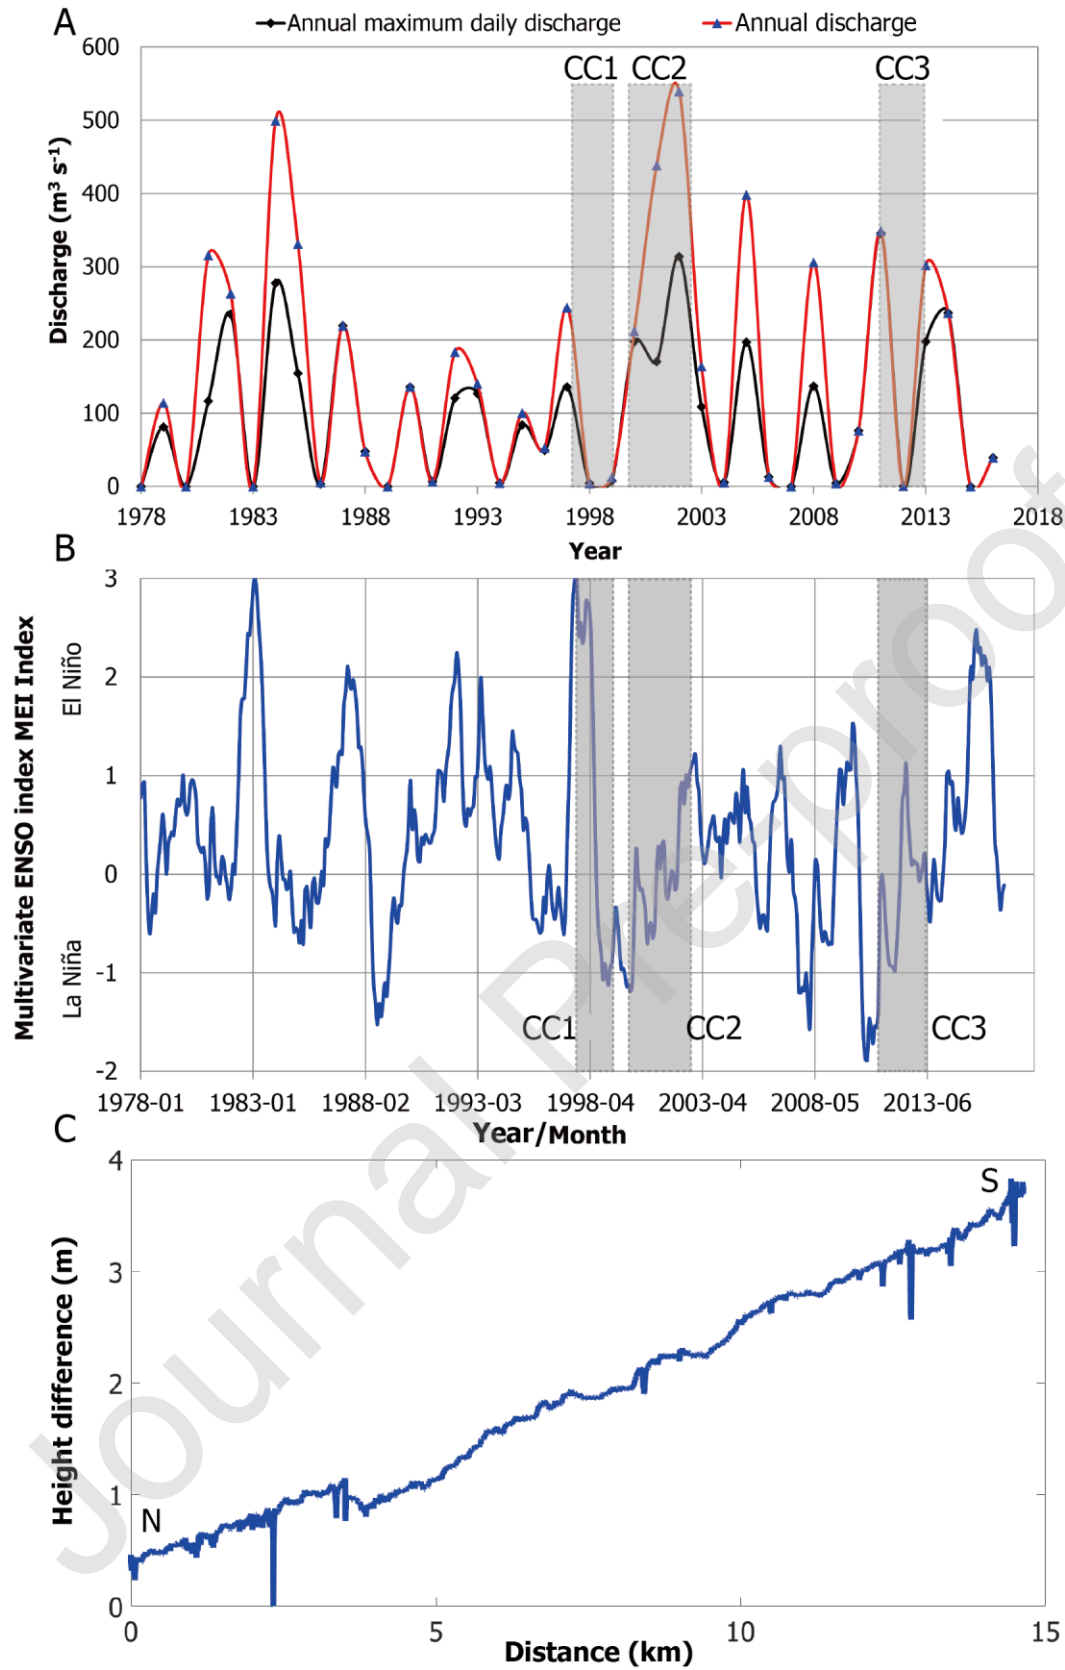 A
Annual maximum daily discharge
Annual discharge
600
500
400
300
200
100
0
Discharge (m³ s⁻¹)
CC1
CC2
CC3
1978
1983
1988
1993
1998
2003
2008
2013
2018
Year
B
3
2
1
0
-1
-2
Multivariate ENSO index MEI Index
El Niño
La Niña
CC1
CC2
CC3
1978-01
1983-01
1988-02
1993-03
1998-04
2003-04
2008-05
2013-06
Year/Month
C
4
3
2
1
0
Height difference (m)
N
S
0
5
10
15
Distance (km)
Journal Pre-proof